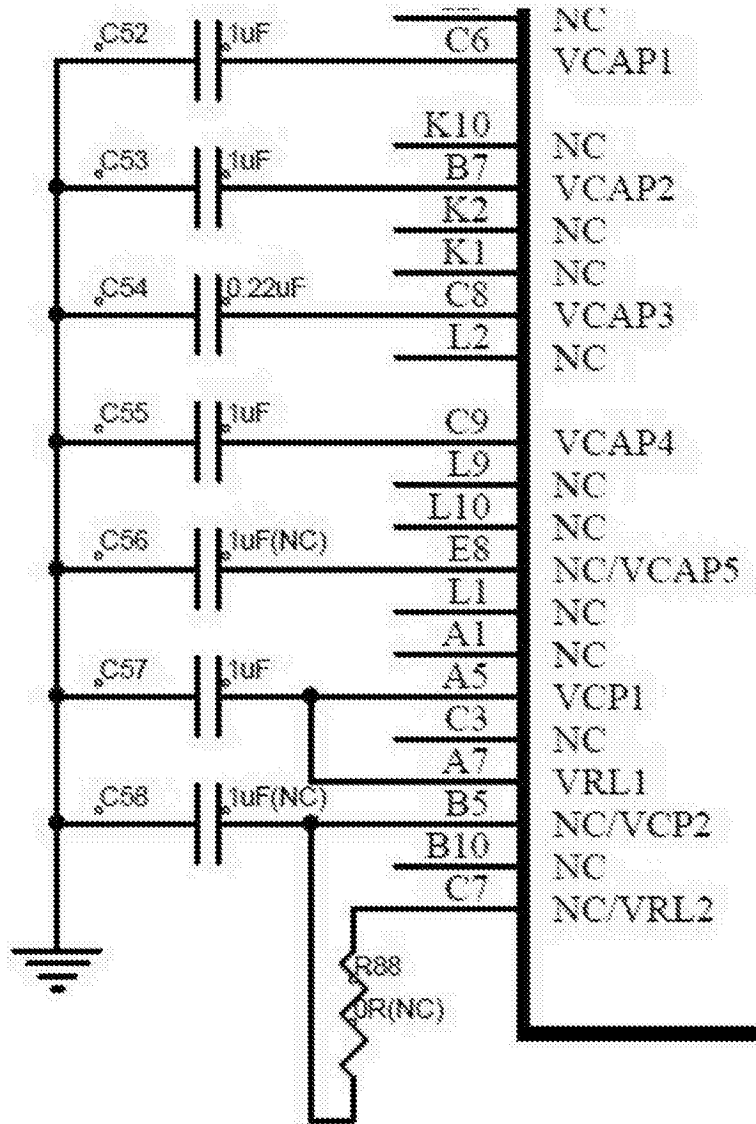 NC
C52 1uF C6 VCAP1
K10 NC
C53 1uF B7 VCAP2
K2 NC
K1 NC
C54 0.22uF C8 VCAP3
L2 NC
C55 1uF C9 VCAP4
L9 NC
L10 NC
C56 1uF(NC) E8 NC/VCAP5
L1 NC
A1 NC
C57 1uF A5 VCP1
C3 NC
A7 VRL1
C58 1uF(NC) B5 NC/VCP2
B10 NC
C7 NC/VRL2
R88
0R(NC)